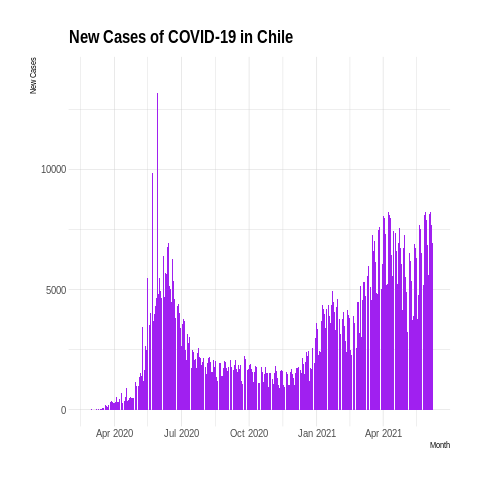 New Cases of COVID-19 in Chile
New Cases
10000
5000
0
Apr 2020 Jul 2020 Oct 2020 Jan 2021 Apr 2021
Month